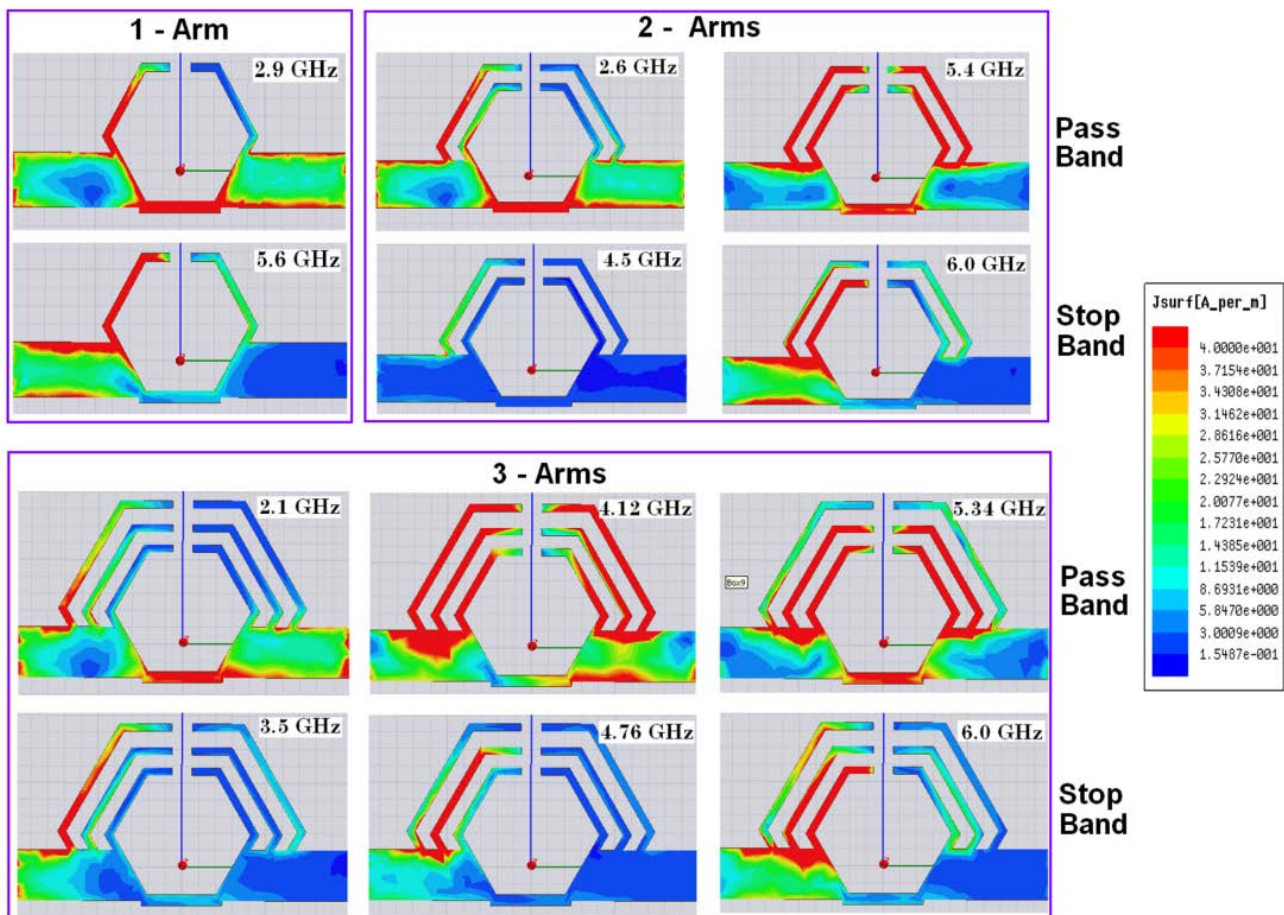 1 - Arm
2.9 GHz
5.6 GHz
2 - Arms
2.6 GHz
5.4 GHz
Pass
Band
4.5 GHz
6.0 GHz
Stop
Band
3 - Arms
2.1 GHz
4.12 GHz
5.34 GHz
Box9
Pass
Band
3.5 GHz
4.76 GHz
6.0 GHz
Stop
Band
Jsurf[A_per_m]
4.0000e+001
3.7154e+001
3.4308e+001
3.1462e+001
2.8616e+001
2.5770e+001
2.2924e+001
2.0077e+001
1.7231e+001
1.4385e+001
1.1539e+001
8.6931e+000
5.8470e+000
3.0009e+000
1.5487e-001